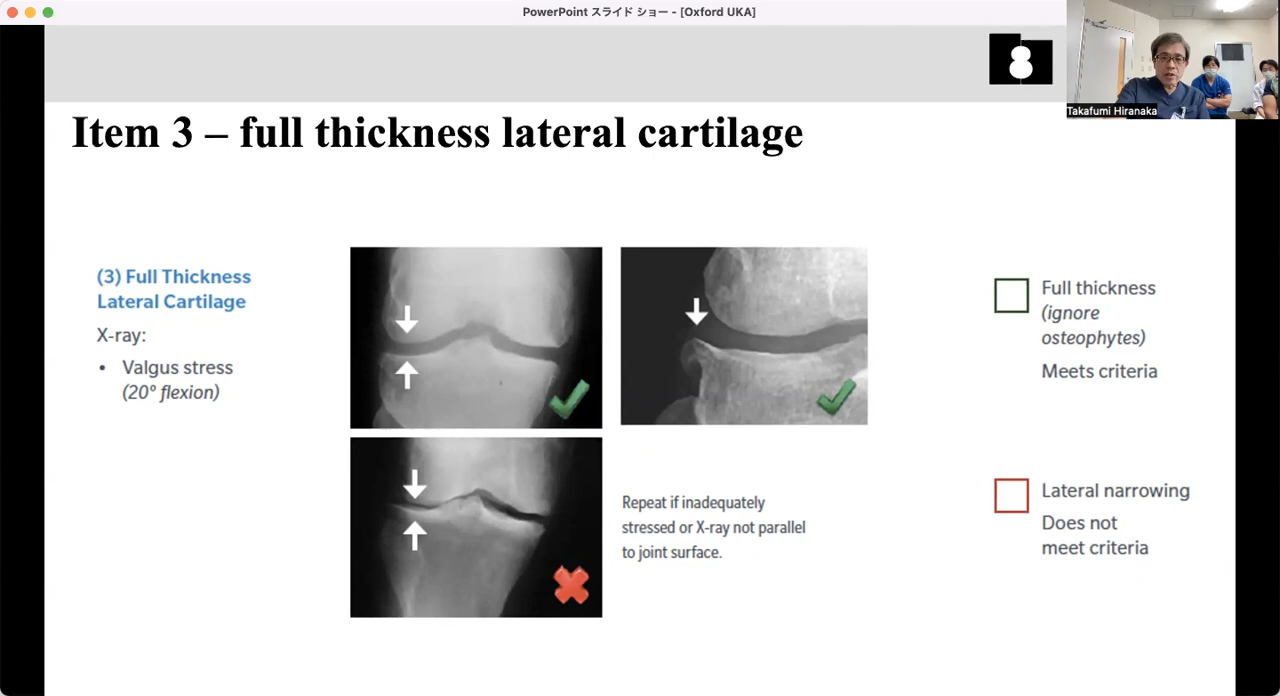 PowerPoint スライド ショー - [Oxford UKA]
Takafumi Hiranaka
Item 3 – full thickness lateral cartilage
(3) Full Thickness
Lateral Cartilage
X-ray:
• Valgus stress
(20° flexion)
Repeat if inadequately
stressed or X-ray not parallel
to joint surface.
Full thickness
(ignore
osteophytes)
Meets criteria
Lateral narrowing
Does not
meet criteria